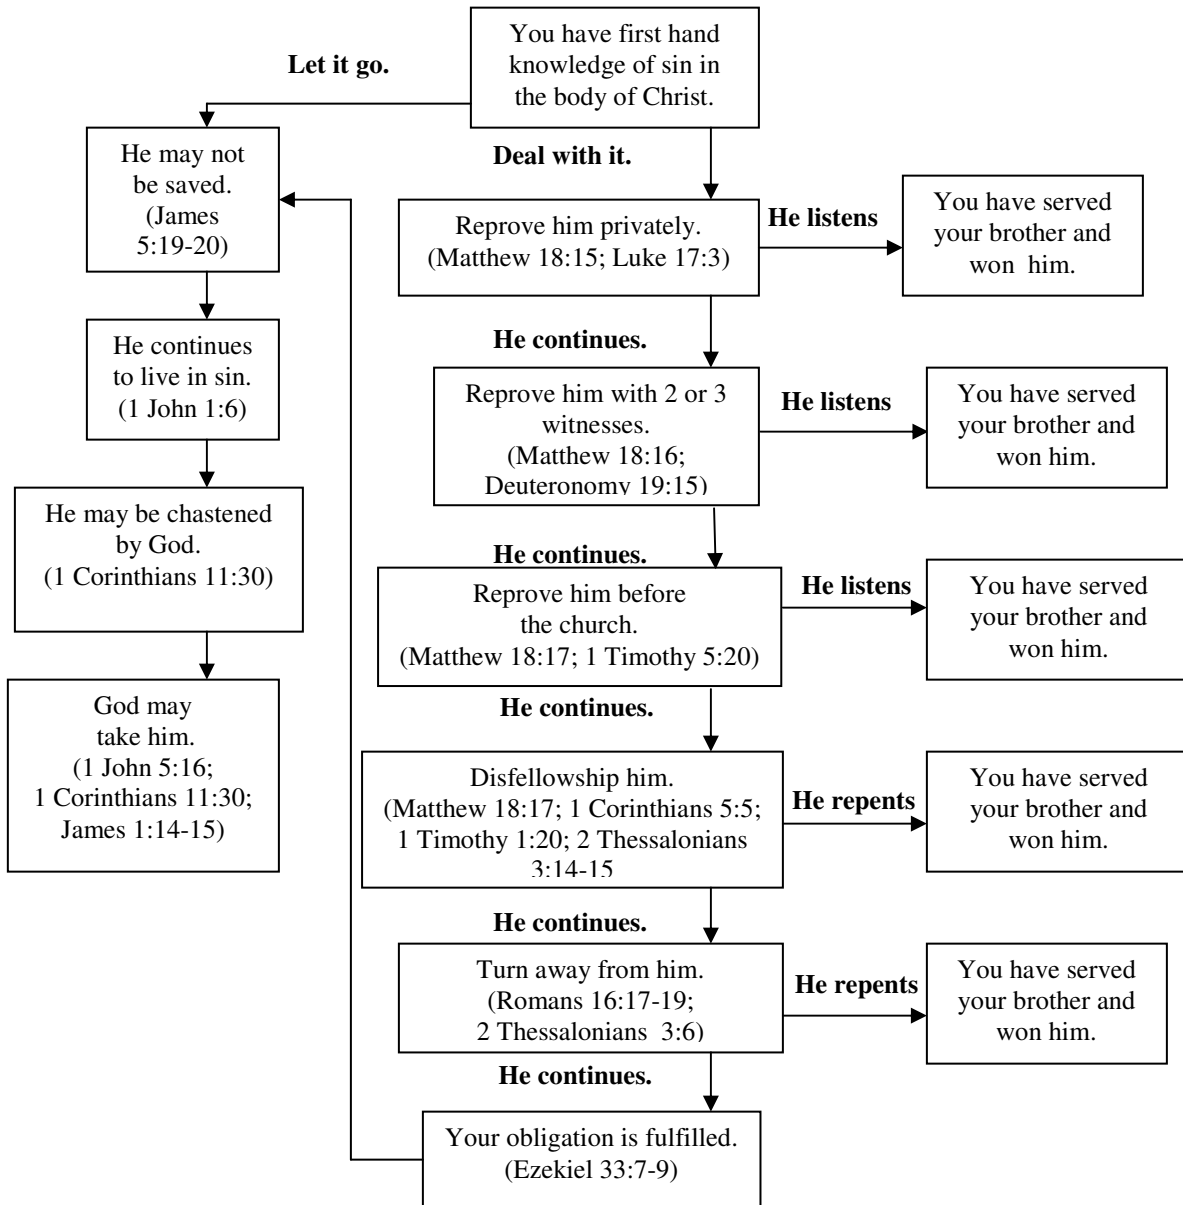 You have first hand
knowledge of sin in
the body of Christ.
Let it go.
He may not
be saved.
(James
5:19-20)
Deal with it.
Reprove him privately.
(Matthew 18:15; Luke 17:3)
He listens
You have served
your brother and
won him.
He continues
to live in sin.
(1 John 1:6)
He continues.
Reprove him with 2 or 3
witnesses.
(Matthew 18:16;
Deuteronomy 19:15)
He listens
You have served
your brother and
won him.
He may be chastened
by God.
(1 Corinthians 11:30)
He continues.
Reprove him before
the church.
(Matthew 18:17; 1 Timothy 5:20)
He listens
You have served
your brother and
won him.
God may
take him.
(1 John 5:16;
1 Corinthians 11:30;
James 1:14-15)
He continues.
Disfellowship him.
(Matthew 18:17; 1 Corinthians 5:5;
1 Timothy 1:20; 2 Thessalonians
3:14-15
He repents
You have served
your brother and
won him.
He continues.
Turn away from him.
(Romans 16:17-19;
2 Thessalonians 3:6)
He repents
You have served
your brother and
won him.
He continues.
Your obligation is fulfilled.
(Ezekiel 33:7-9)